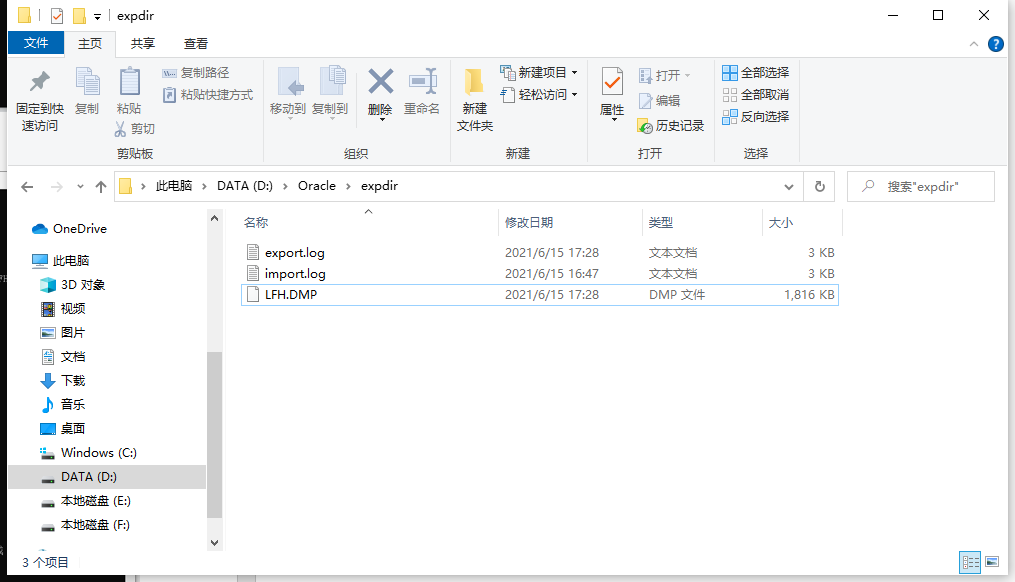 expdir
文件 主页 共享 查看
固定到快速访问
复制
粘贴
复制路径
粘贴快捷方式
剪切
剪贴板
移动到
复制到
删除
重命名
组织
新建
文件夹
新建项目
轻松访问
新建
属性
打开
编辑
历史记录
打开
全部选择
全部取消
反向选择
选择
此电脑 > DATA (D:) > Oracle > expdir
搜索"expdir"
OneDrive
此电脑
3D 对象
视频
图片
文档
下载
音乐
桌面
Windows (C:)
DATA (D:)
本地磁盘 (E:)
本地磁盘 (F:)
名称 修改日期 类型 大小
export.log 2021/6/15 17:28 文本文档 3 KB
import.log 2021/6/15 16:47 文本文档 3 KB
LFH.DMP 2021/6/15 17:28 DMP 文件 1,816 KB
3 个项目